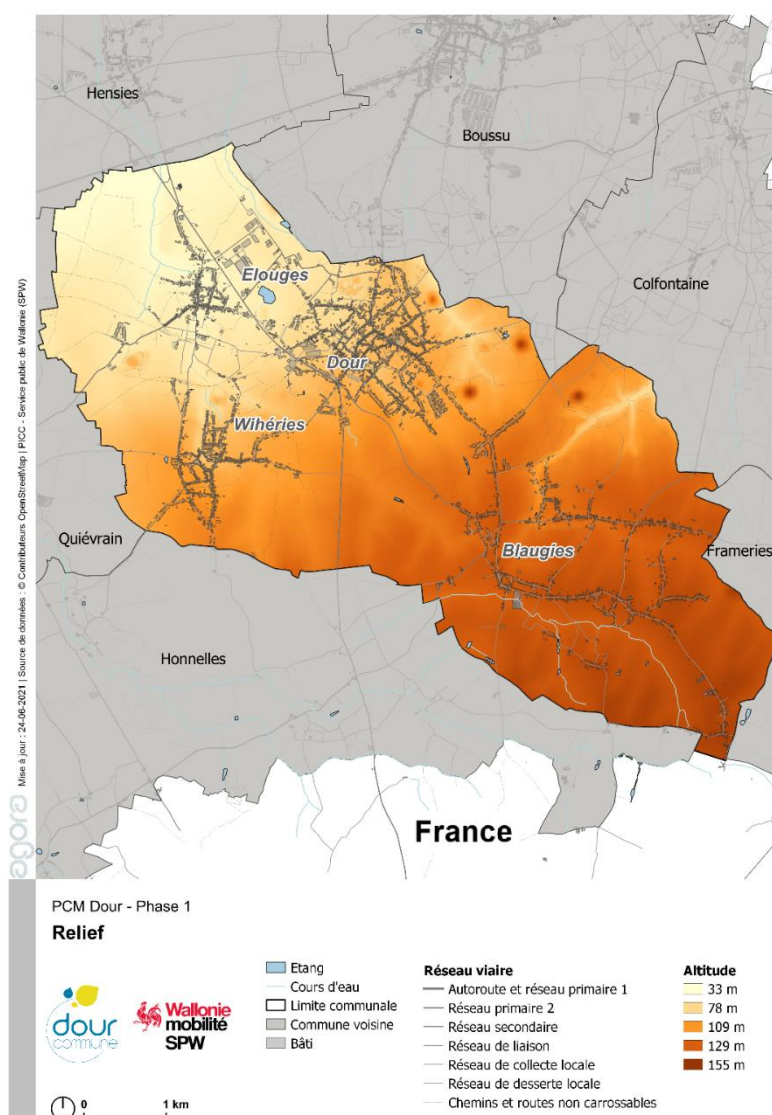 Hensies
Boussu
Elouges
Colfontaine
Dour
Wihéries
Quiévrain
Blaugies
Frameries
Honnelles
France
Mise à jour : 24-06-2021 | Source de données : © Contributeurs OpenStreetMap | PICC - Service public de Wallonie (SPW)
agora
PCM Dour - Phase 1
Relief
dour
commune
Wallonie
mobilité
SPW
0 1 km
Etang
Cours d'eau
Limite communale
Commune voisine
Bâti
Réseau viaire
Autoroute et réseau primaire 1
Réseau primaire 2
Réseau secondaire
Réseau de liaison
Réseau de collecte locale
Réseau de desserte locale
Chemins et routes non carrossables
Altitude
33 m
78 m
109 m
129 m
155 m